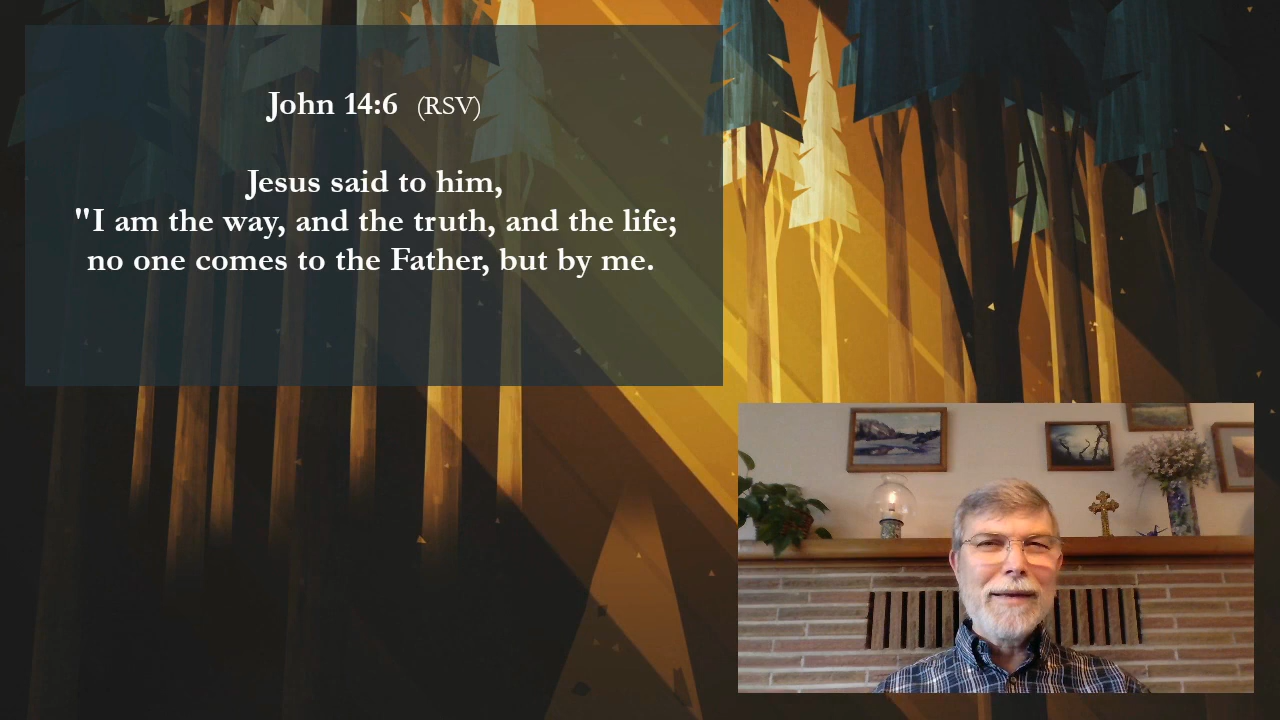 John 14:6 (RSV)
Jesus said to him,
"I am the way, and the truth, and the life;
no one comes to the Father, but by me.